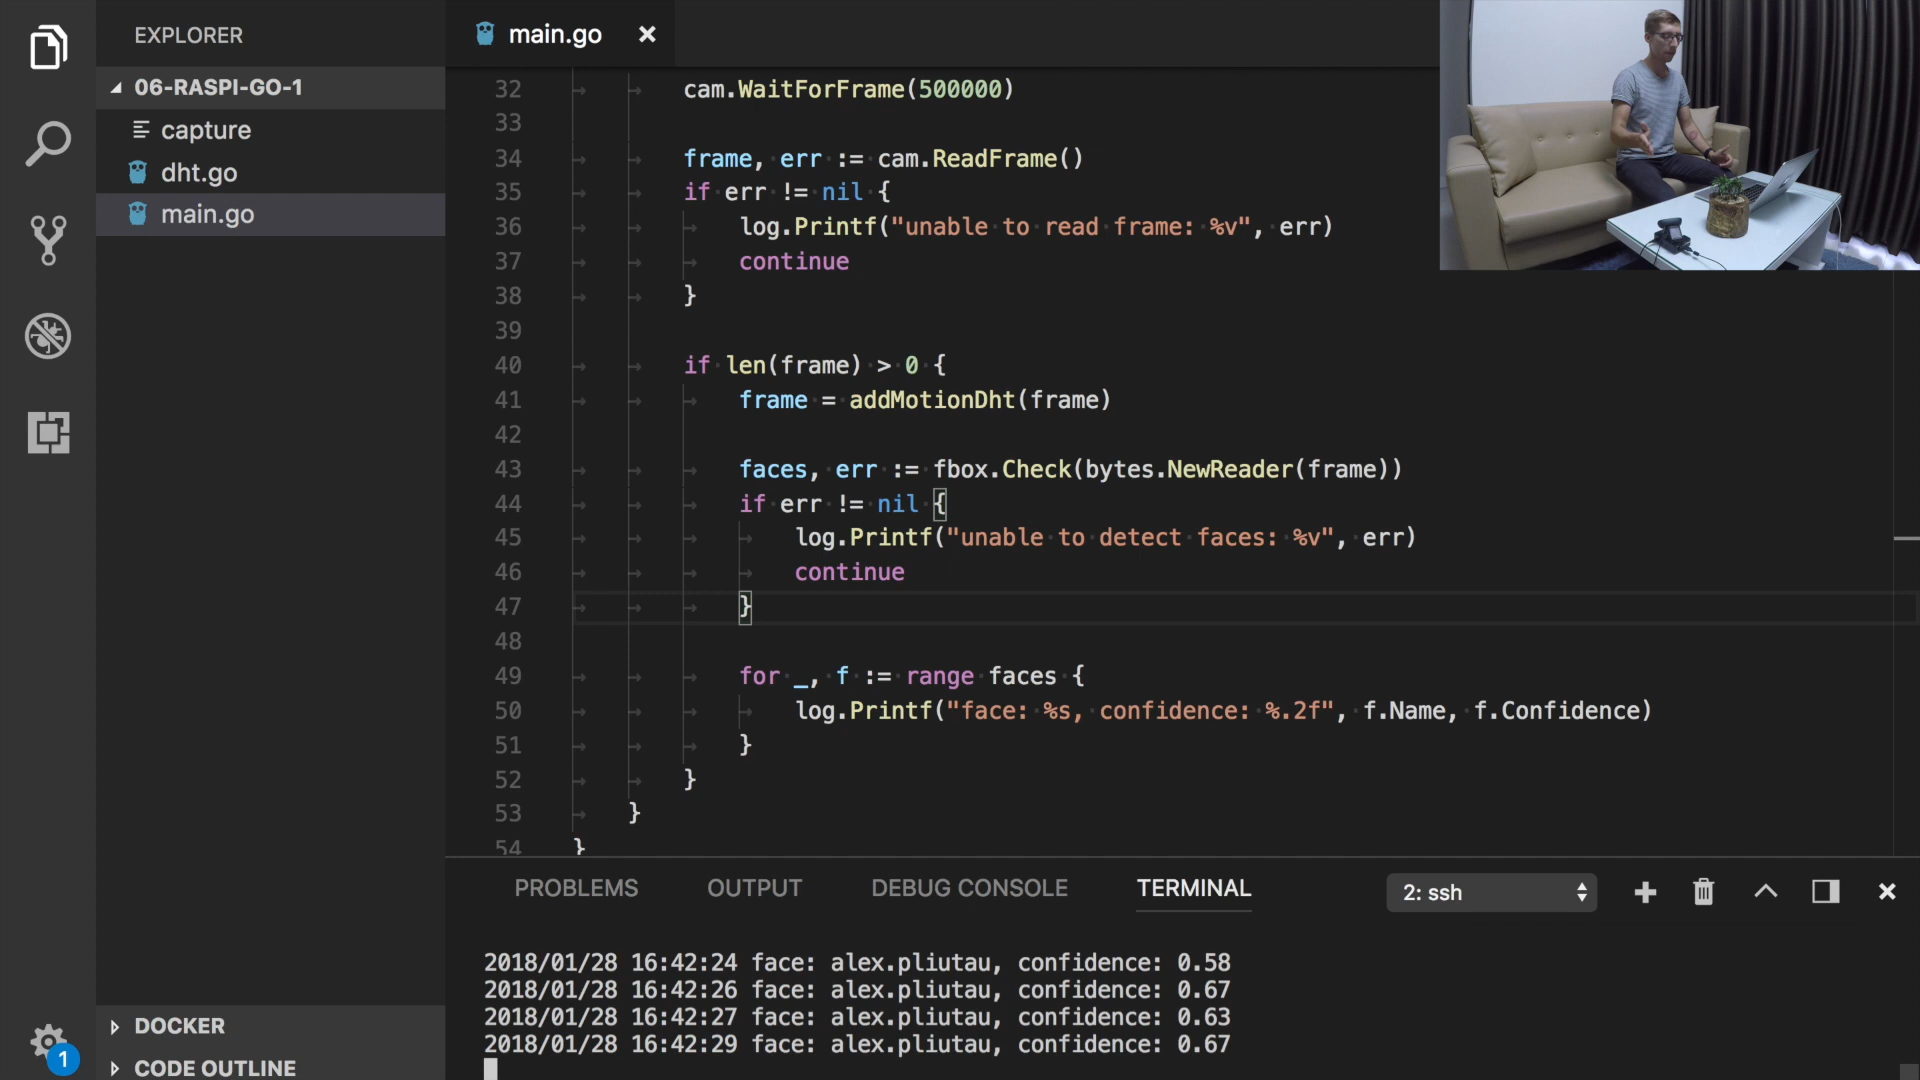 EXPLORER
06-RASPI-GO-1
capture
dht.go
main.go
DOCKER
CODE OUTLINE
1
main.go
32 cam.WaitForFrame(500000)
33
34 frame, err := cam.ReadFrame()
35 if err != nil {
36 log.Printf("unable to read frame: %v", err)
37 continue
38 }
39
40 if len(frame) > 0 {
41 frame = addMotionDht(frame)
42
43 faces, err := fbox.Check(bytes.NewReader(frame))
44 if err != nil {
45 log.Printf("unable to detect faces: %v", err)
46 continue
47 }
48
49 for _, f := range faces {
50 log.Printf("face: %s, confidence: %.2f", f.Name, f.Confidence)
51 }
52 }
53 }
54 }
PROBLEMS OUTPUT DEBUG CONSOLE TERMINAL 2: ssh
2018/01/28 16:42:24 face: alex.pliutau, confidence: 0.58
2018/01/28 16:42:26 face: alex.pliutau, confidence: 0.67
2018/01/28 16:42:27 face: alex.pliutau, confidence: 0.63
2018/01/28 16:42:29 face: alex.pliutau, confidence: 0.67